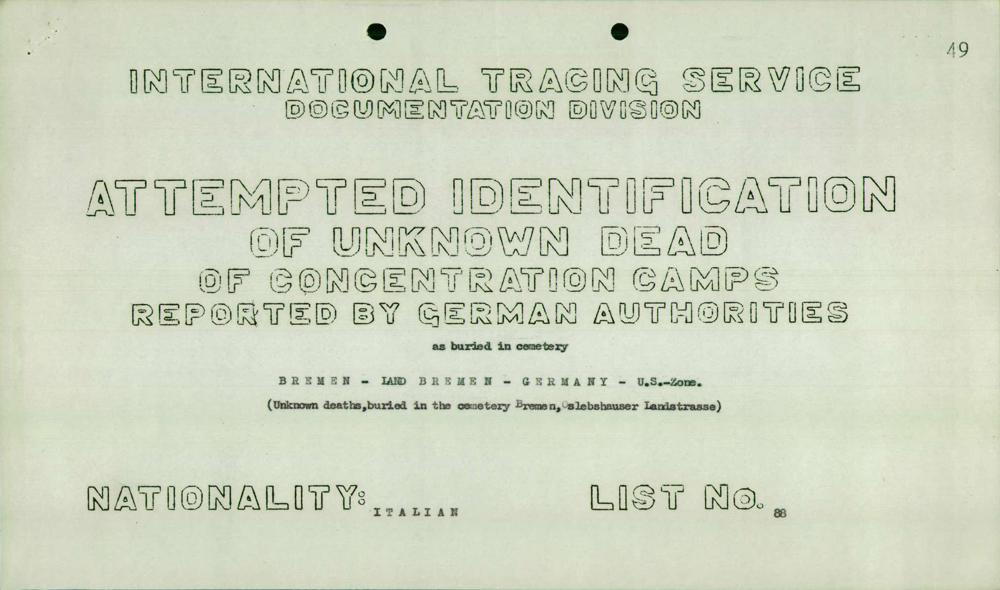 49
INTERNATIONAL TRACING SERVICE
DOCUMENTATION DIVISION
ATTEMPTED IDENTIFICATION
OF UNKNOWN DEAD
OF CONCENTRATION CAMPS
REPORTED BY GERMAN AUTHORITIES
as buried in cemetery
BREMEN - LAND BREMEN - GERMANY - U.S.-Zone.
(Unknown deaths,buried in the cemetery Bremen,Oslebshauser Landstrasse)
NATIONALITY: ITALIAN LIST No. 88